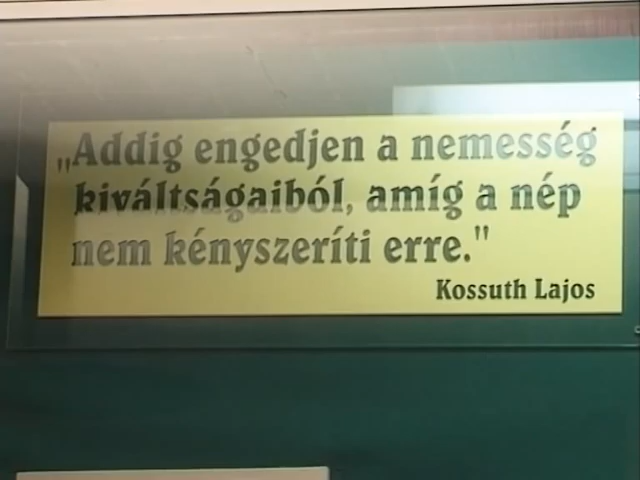 „Addig engedjen a nemesség
kiváltságaiból, amíg a nép
nem kényszeríti erre."
Kossuth Lajos